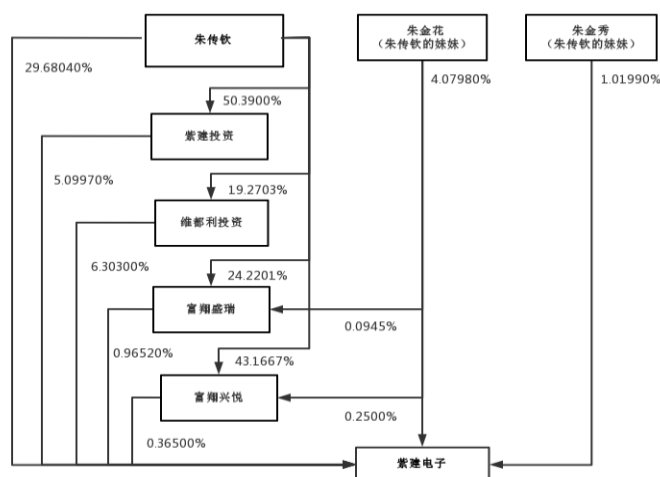 朱传钦
朱金花
（朱传钦的妹妹）
朱金秀
（朱传钦的妹妹）
29.68040%
4.07980%
1.01990%
50.3900%
紫建投资
5.09970%
19.2703%
维都利投资
6.30300%
24.2201%
富翔盛瑞
0.0945%
0.96520%
43.1667%
富翔兴悦
0.2500%
0.36500%
紫建电子